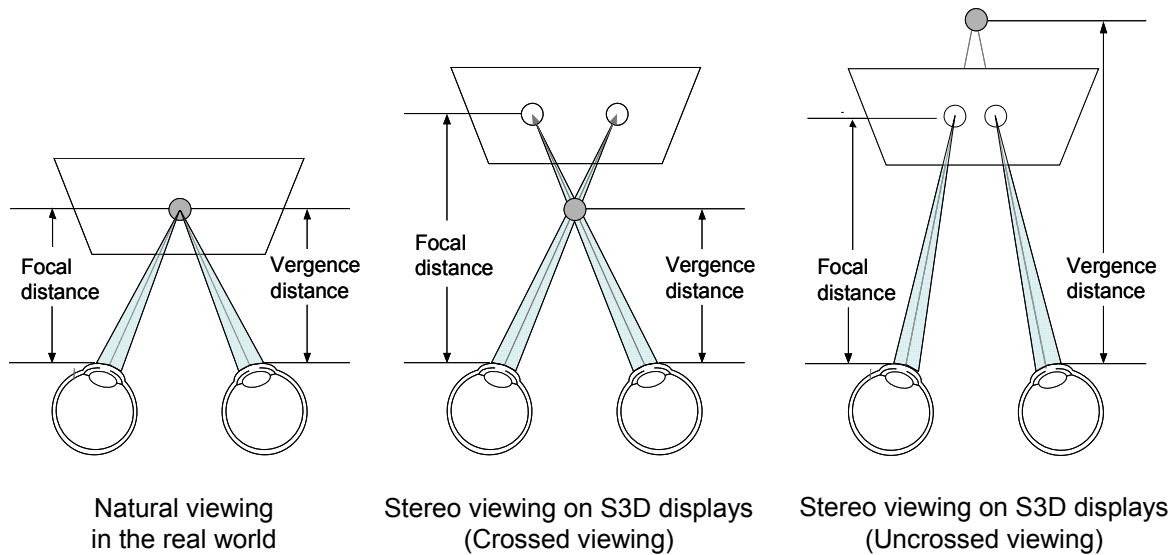 Focal
distance
Vergence
distance
Natural viewing
in the real world
Focal
distance
Vergence
distance
Stereo viewing on S3D displays
(Crossed viewing)
Focal
distance
Vergence
distance
Stereo viewing on S3D displays
(Uncrossed viewing)